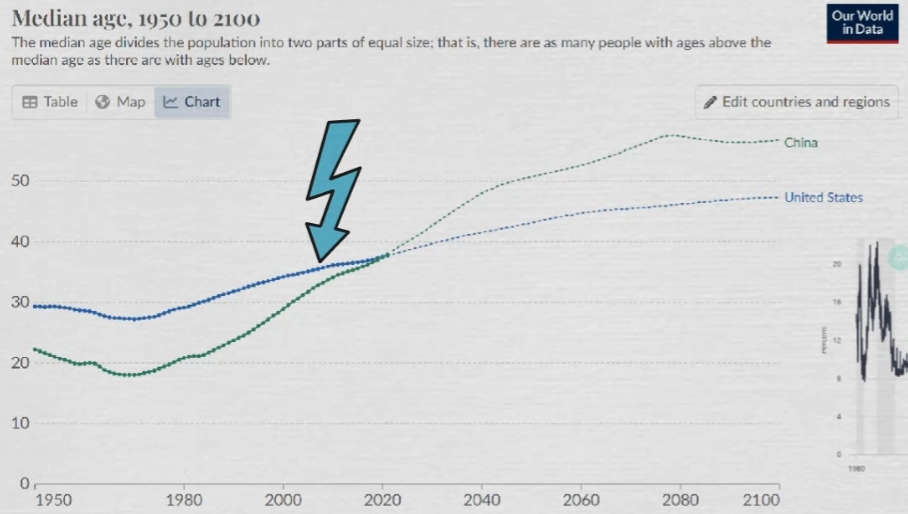 Median age, 1950 to 2100
Our World
in Data
The median age divides the population into two parts of equal size; that is, there are as many people with ages above the
median age as there are with ages below.
Table
Map
Chart
Edit countries and regions
China
United States
50
40
30
20
10
0
1950
1980
2000
2020
2040
2060
2080
2100
20
16
12
8
4
0
PERCENT
1980